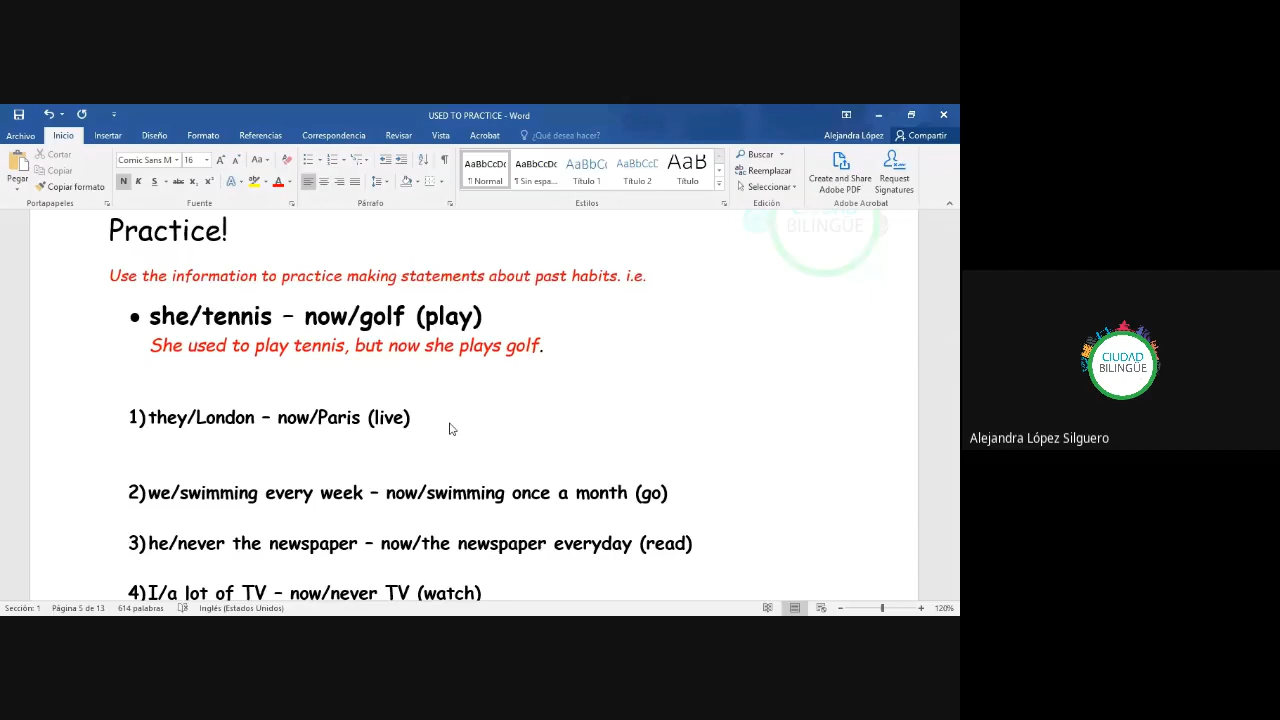 USED TO PRACTICE - Word
Archivo Inicio Insertar Diseño Formato Referencias Correspondencia Revisar Vista Acrobat ¿Qué desea hacer? Alejandra López Compartir
Pegar
Cortar
Copiar
Copiar formato
Comic Sans M 16
AaBbCcDc AaBbCcDc AaBbCc AaBbCcD AaB
¶ Normal ¶ Sin espa... Título 1 Título 2 Título
Buscar
Reemplazar
Seleccionar
Create and Share Adobe PDF
Request Signatures
Portapapeles Fuente Párrafo Estilos Edición Adobe Acrobat
BILINGÜE
Practice!
Use the information to practice making statements about past habits. i.e.
• she/tennis – now/golf (play)
She used to play tennis, but now she plays golf.
1) they/London – now/Paris (live)
2) we/swimming every week – now/swimming once a month (go)
3) he/never the newspaper – now/the newspaper everyday (read)
4) I/a lot of TV – now/never TV (watch)
Sección: 1 Página 5 de 13 614 palabras Inglés (Estados Unidos) 120%
CIUDAD
BILINGÜE
Alejandra López Silguero